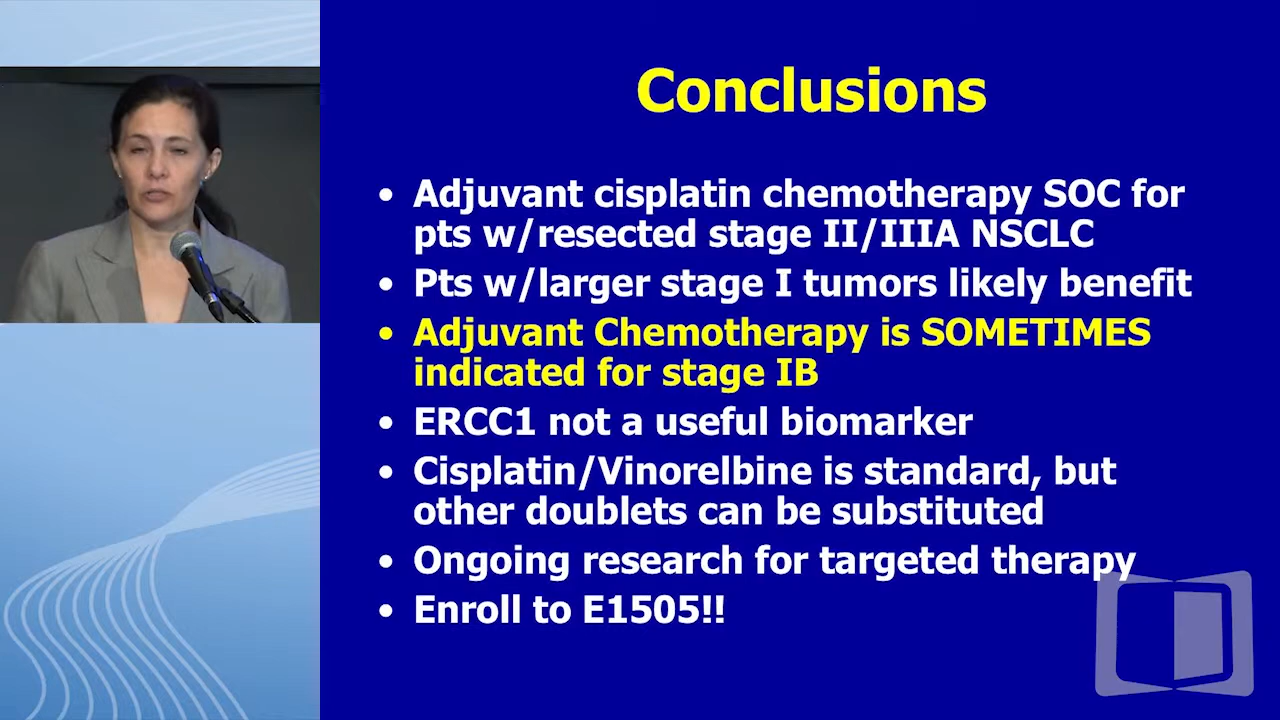 Conclusions
• Adjuvant cisplatin chemotherapy SOC for
pts w/resected stage II/IIIA NSCLC
• Pts w/larger stage I tumors likely benefit
• Adjuvant Chemotherapy is SOMETIMES
indicated for stage IB
• ERCC1 not a useful biomarker
• Cisplatin/Vinorelbine is standard, but
other doublets can be substituted
• Ongoing research for targeted therapy
• Enroll to E1505!!